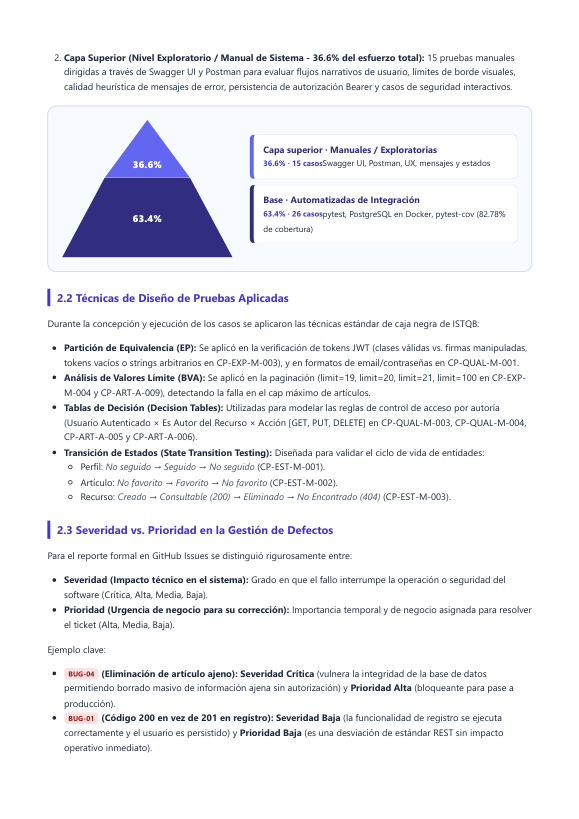 2. Capa Superior (Nivel Exploratorio / Manual de Sistema - 36.6% del esfuerzo total): 15 pruebas manuales
dirigidas a través de Swagger UI y Postman para evaluar flujos narrativos de usuario, límites de borde visuales,
calidad heurística de mensajes de error, persistencia de autorización Bearer y casos de seguridad interactivos.
36.6%
63.4%
Capa superior · Manuales / Exploratorias
36.6% · 15 casosSwagger UI, Postman, UX, mensajes y estados
Base · Automatizadas de Integración
63.4% · 26 casospytest, PostgreSQL en Docker, pytest-cov (82.78%
de cobertura)
2.2 Técnicas de Diseño de Pruebas Aplicadas
Durante la concepción y ejecución de los casos se aplicaron las técnicas estándar de caja negra de ISTQB:
• Partición de Equivalencia (EP): Se aplicó en la verificación de tokens JWT (clases válidas vs. firmas manipuladas,
tokens vacíos o strings arbitrarios en CP-EXP-M-003), y en formatos de email/contraseñas en CP-QUAL-M-001.
• Análisis de Valores Límite (BVA): Se aplicó en la paginación (limit=19, limit=20, limit=21, limit=100 en CP-EXP-
M-004 y CP-ART-A-009), detectando la falla en el cap máximo de artículos.
• Tablas de Decisión (Decision Tables): Utilizadas para modelar las reglas de control de acceso por autoría
(Usuario Autenticado × Es Autor del Recurso × Acción [GET, PUT, DELETE] en CP-QUAL-M-003, CP-QUAL-M-004,
CP-ART-A-005 y CP-ART-A-006).
• Transición de Estados (State Transition Testing): Diseñada para validar el ciclo de vida de entidades:
○ Perfil: No seguido → Seguido → No seguido (CP-EST-M-001).
○ Artículo: No favorito → Favorito → No favorito (CP-EST-M-002).
○ Recurso: Creado → Consultable (200) → Eliminado → No Encontrado (404) (CP-EST-M-003).
2.3 Severidad vs. Prioridad en la Gestión de Defectos
Para el reporte formal en GitHub Issues se distinguió rigurosamente entre:
• Severidad (Impacto técnico en el sistema): Grado en que el fallo interrumpe la operación o seguridad del
software (Crítica, Alta, Media, Baja).
• Prioridad (Urgencia de negocio para su corrección): Importancia temporal y de negocio asignada para resolver
el ticket (Alta, Media, Baja).
Ejemplo clave:
• BUG-04 (Eliminación de artículo ajeno): Severidad Crítica (vulnera la integridad de la base de datos
permitiendo borrado masivo de información ajena sin autorización) y Prioridad Alta (bloqueante para pase a
producción).
• BUG-01 (Código 200 en vez de 201 en registro): Severidad Baja (la funcionalidad de registro se ejecuta
correctamente y el usuario es persistido) y Prioridad Baja (es una desviación de estándar REST sin impacto
operativo inmediato).